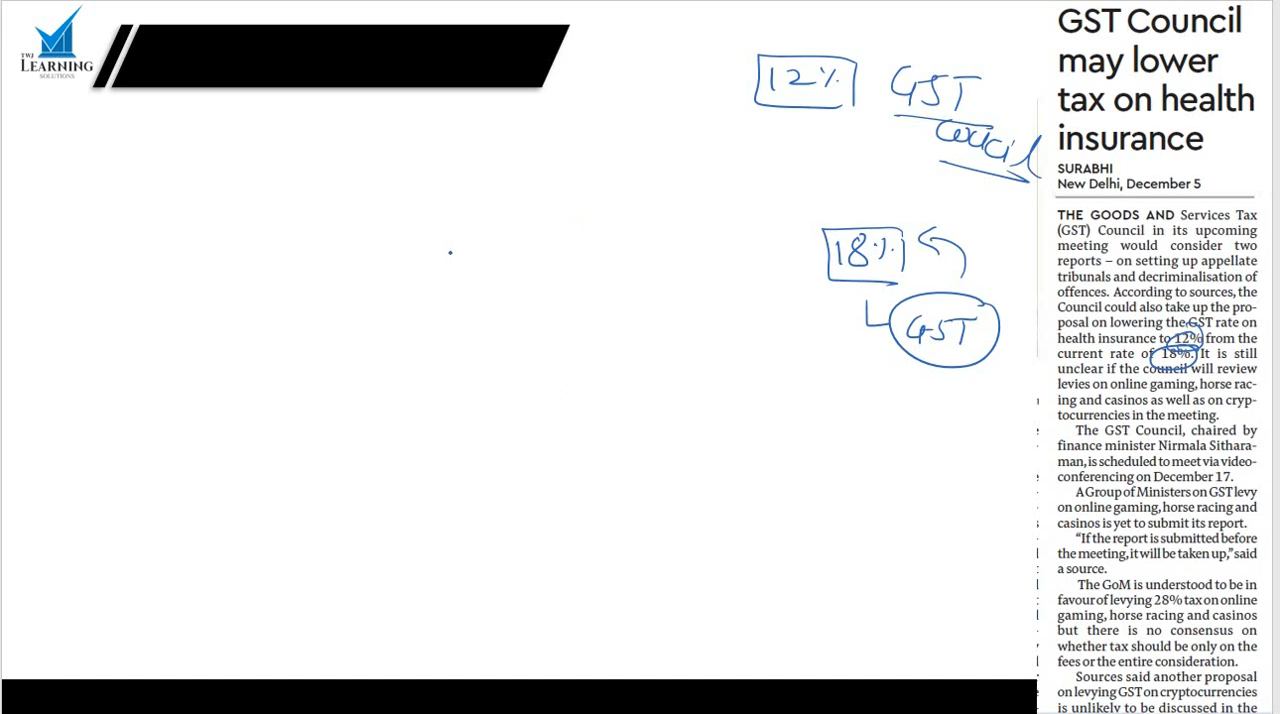 TWJ
LEARNING
SOLUTIONS
12%
GST
council
18%
GST
GST Council
may lower
tax on health
insurance
SURABHI
New Delhi, December 5
THE GOODS AND Services Tax
(GST) Council in its upcoming
meeting would consider two
reports – on setting up appellate
tribunals and decriminalisation of
offences. According to sources, the
Council could also take up the pro-
posal on lowering the GST rate on
health insurance to 12% from the
current rate of 18%. It is still
unclear if the council will review
levies on online gaming, horse rac-
ing and casinos as well as on cryp-
tocurrencies in the meeting.
The GST Council, chaired by
finance minister Nirmala Sithara-
man, is scheduled to meet via video-
conferencing on December 17.
A Group of Ministers on GST levy
on online gaming, horse racing and
casinos is yet to submit its report.
“If the report is submitted before
the meeting, it will be taken up,” said
a source.
The GoM is understood to be in
favour of levying 28% tax on online
gaming, horse racing and casinos
but there is no consensus on
whether tax should be only on the
fees or the entire consideration.
Sources said another proposal
on levying GST on cryptocurrencies
is unlikely to be discussed in the